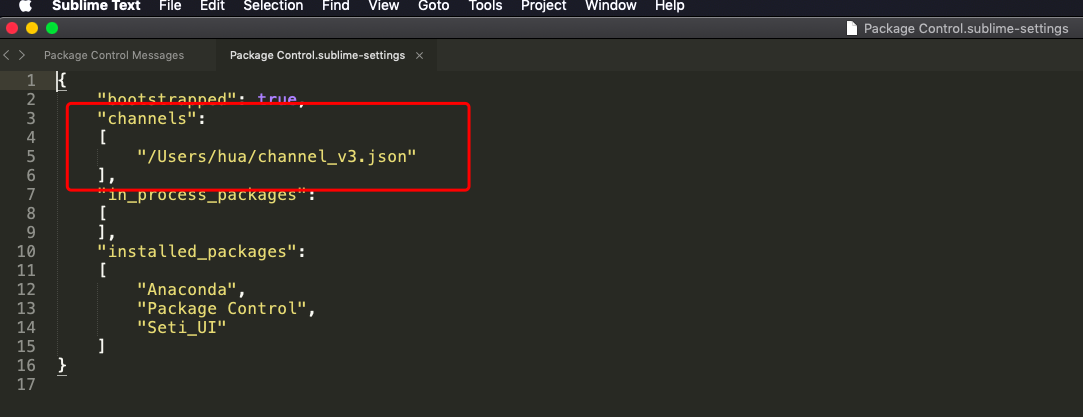 Sublime Text File Edit Selection Find View Goto Tools Project Window Help
Package Control.sublime-settings
Package Control Messages Package Control.sublime-settings ×
1 {
2 "bootstrapped": true,
3 "channels":
4 [
5 "/Users/hua/channel_v3.json"
6 ],
7 "in_process_packages":
8 [
9 ],
10 "installed_packages":
11 [
12 "Anaconda",
13 "Package Control",
14 "Seti_UI"
15 ]
16 }
17